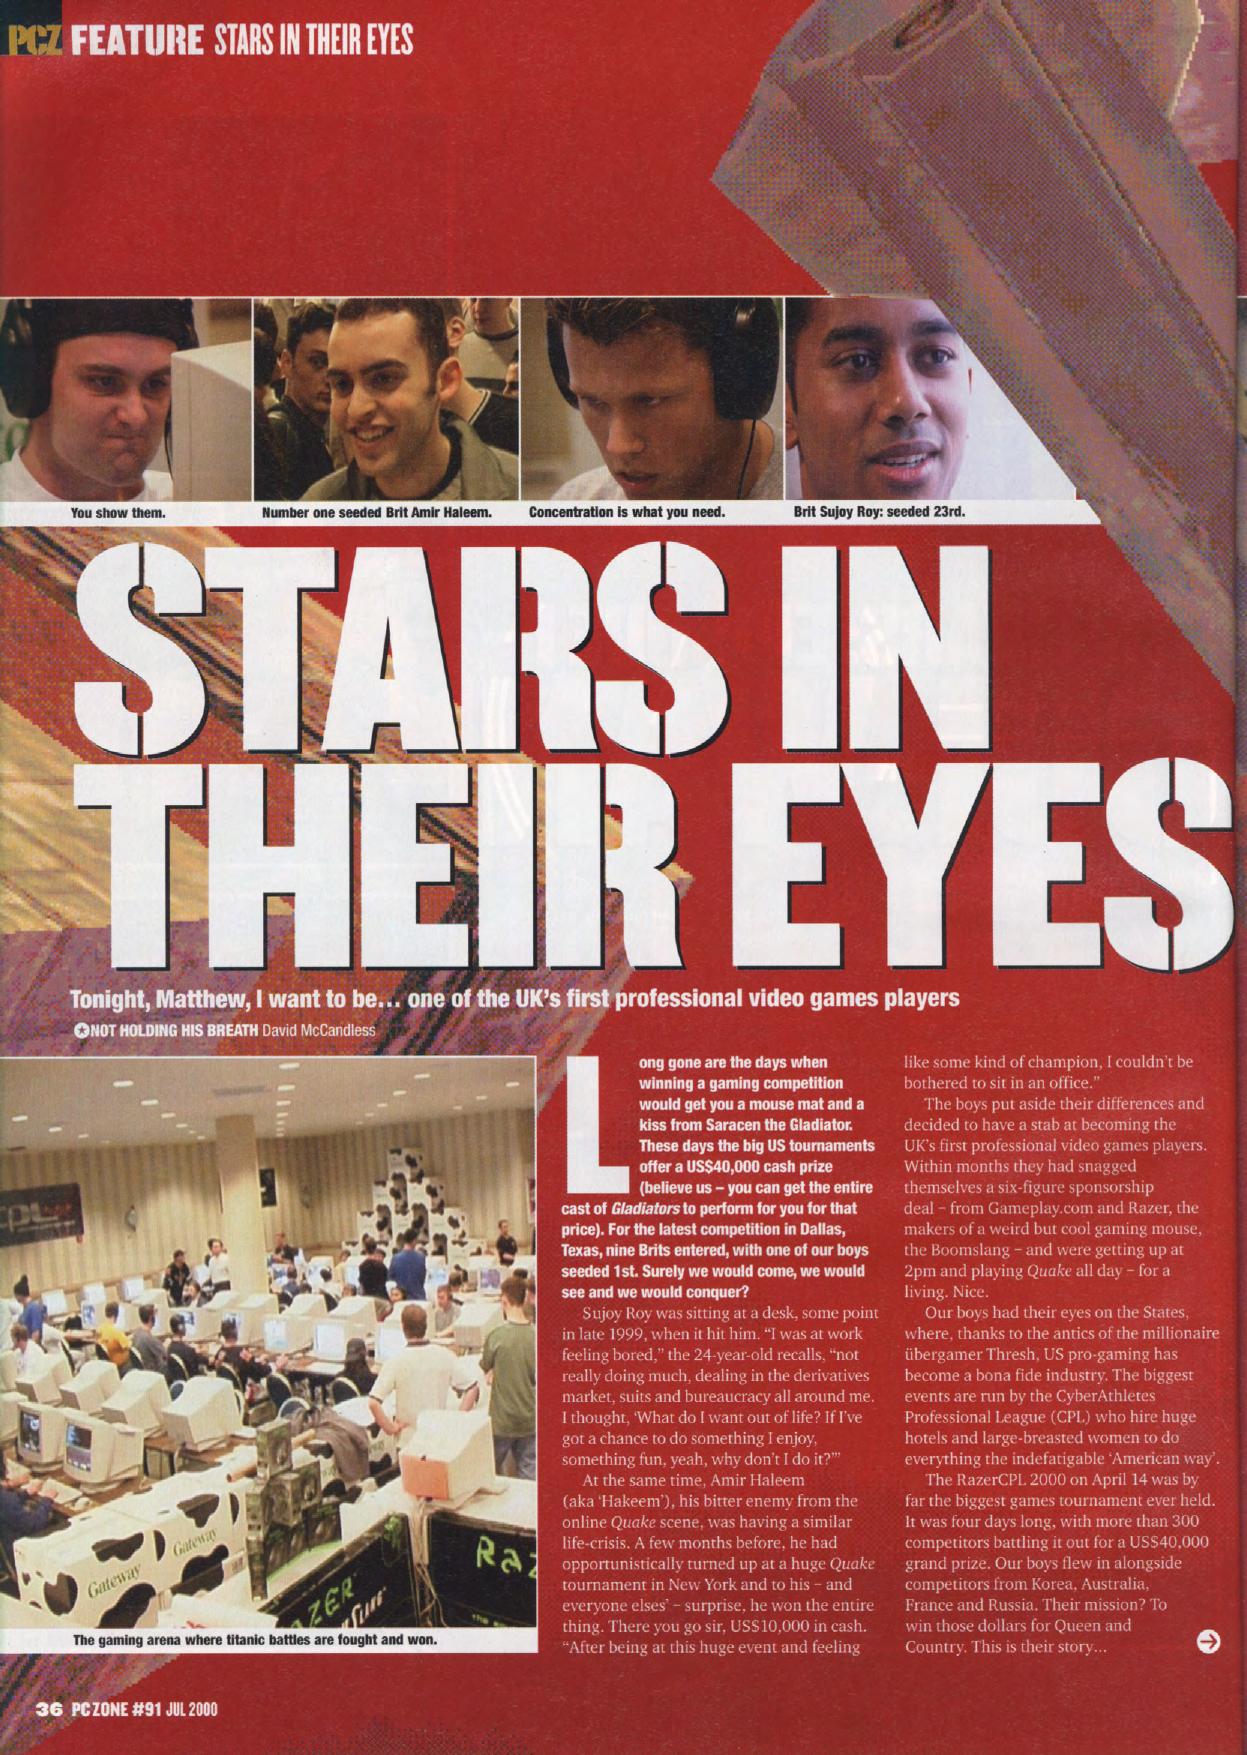 PCZ FEATURE STARS IN THEIR EYES
You show them.
Number one seeded Brit Amir Haleem.
Concentration is what you need.
Brit Sujoy Roy: seeded 23rd.
STARS IN
THEIR EYES
Tonight, Matthew, I want to be... one of the UK's first professional video games players
NOT HOLDING HIS BREATH David McCandless
cpl
Gateway
Gateway
RAZER
Raz
The gaming arena where titanic battles are fought and won.
Long gone are the days when
winning a gaming competition
would get you a mouse mat and a
kiss from Saracen the Gladiator.
These days the big US tournaments
offer a US$40,000 cash prize
(believe us – you can get the entire
cast of Gladiators to perform for you for that
price). For the latest competition in Dallas,
Texas, nine Brits entered, with one of our boys
seeded 1st. Surely we would come, we would
see and we would conquer?
Sujoy Roy was sitting at a desk, some point
in late 1999, when it hit him. “I was at work
feeling bored,” the 24-year-old recalls, “not
really doing much, dealing in the derivatives
market, suits and bureaucracy all around me.
I thought, ‘What do I want out of life? If I’ve
got a chance to do something I enjoy,
something fun, yeah, why don’t I do it?’”
At the same time, Amir Haleem
(aka ‘Hakeem’), his bitter enemy from the
online Quake scene, was having a similar
life-crisis. A few months before, he had
opportunistically turned up at a huge Quake
tournament in New York and to his – and
everyone elses’ – surprise, he won the entire
thing. There you go sir, US$10,000 in cash.
“After being at this huge event and feeling
like some kind of champion, I couldn’t be
bothered to sit in an office.”
The boys put aside their differences and
decided to have a stab at becoming the
UK’s first professional video games players.
Within months they had snagged
themselves a six-figure sponsorship
deal – from Gameplay.com and Razer, the
makers of a weird but cool gaming mouse,
the Boomslang – and were getting up at
2pm and playing Quake all day – for a
living. Nice.
Our boys had their eyes on the States,
where, thanks to the antics of the millionaire
übergamer Thresh, US pro-gaming has
become a bona fide industry. The biggest
events are run by the CyberAthletes
Professional League (CPL) who hire huge
hotels and large-breasted women to do
everything the indefatigable ‘American way’.
The RazerCPL 2000 on April 14 was by
far the biggest games tournament ever held.
It was four days long, with more than 300
competitors battling it out for a US$40,000
grand prize. Our boys flew in alongside
competitors from Korea, Australia,
France and Russia. Their mission? To
win those dollars for Queen and
Country. This is their story...
36 PCZONE #91 JUL 2000